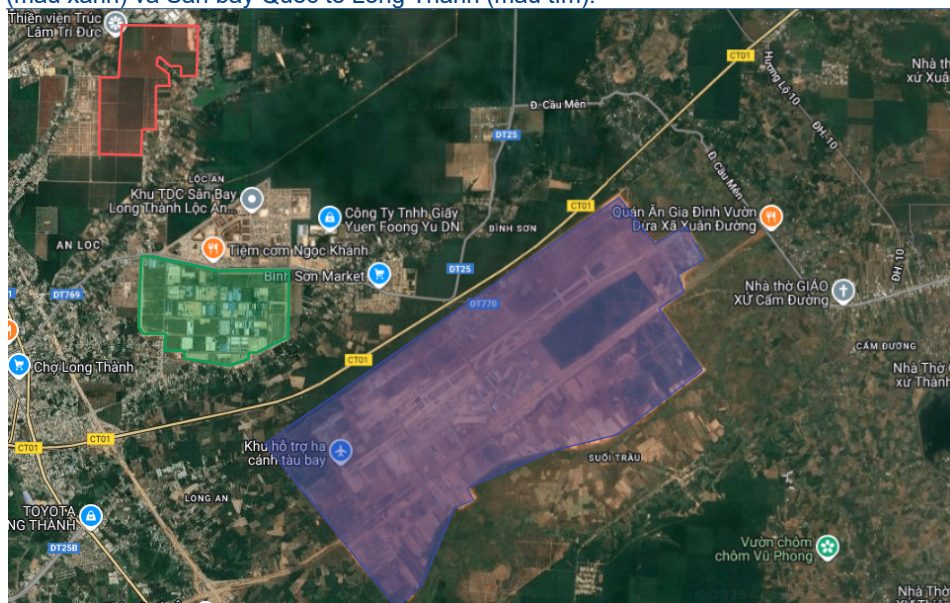 (màu xanh) và Sân bay Quốc tế Long Thành (màu tím).
Thiền viện Trúc
Lâm Trí Đức
CT01
Hương Lộ 10
Nhà th
xứ Xuâ
Đ. Cầu Mên
ĐH. 10
DT25
LỘC AN
Khu TDC Sân Bay
Long Thành Lộc An...
Công Ty Tnhh Giấy
Yuen Foong Yu DN
BÌNH SƠN
CT01
Đ. Cầu Mên
Quán Ăn Gia Đình Vườn
Dừa Xã Xuân Đường
AN LOC
Tiệm cơm Ngọc Khánh
Binh Sơn Market
DT25
ĐH. 10
DT769
DT770
Nhà thờ GIÁO
XỨ Cẩm Đường
CẨM ĐƯỜNG
Chợ Long Thành
CT01
Nhà Thờ
xứ Thành
CT01
CT01
Khu hỗ trợ hạ
cánh tàu bay
SUỐI TRẦU
LONG AN
TOYOTA
NG THÀNH
DT25B
Vườn chôm
chôm Vũ Phong
Nhà Thờ